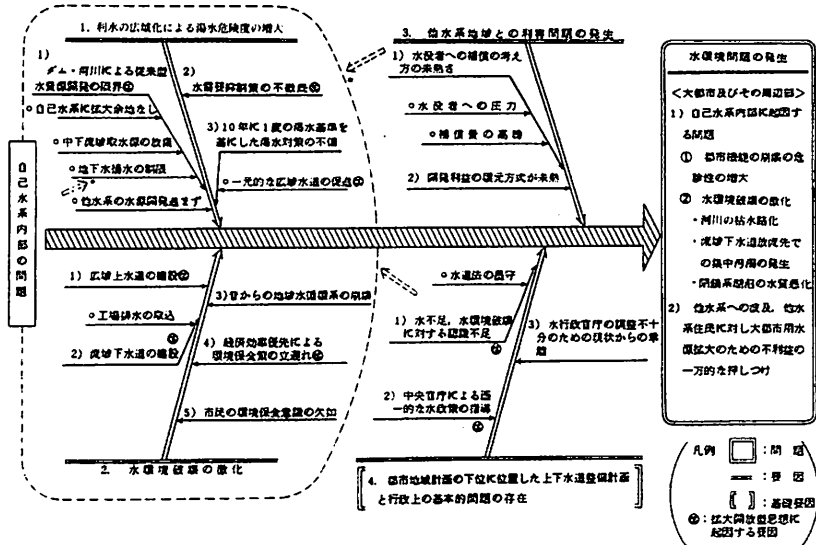 1. 利水の広域化による渇水危険度の増大
1)
ダム・河川による従来型
水資源開発の限界㊛
○自己水系に拡大余地なし
○中下流域取水源の放棄
○地下水揚水の制限
○他水系の水源開発進まず
2)
水需要抑制策の不徹底
3) 10年に1度の渇水基準を
基にした渇水対策の不備
○一元的な広域水道の促進
自己水系内部の問題
1) 広域上水道の建設
○工場排水の取込
2) 流域下水道の建設
3) 昔からの地域水循環系の崩壊
4) 経済効率優先による
環境保全策の立遅れ
5) 市民の環境保全意識の欠如
2. 水環境破壊の激化
3. 他水系地域との利害問題の発生
1) 水没者への補償の考え
方の未熟さ
○水没者への圧力
○補償費の高騰
2) 開発利益の還元方式が未熟
○水道法の墨守
1) 水不足,水環境破壊
に対する認識不足
2) 中央官庁による画
一的な水政策の指導
3) 水行政官庁の調整不十
分のための現状からの乖
離
4. 都市地域計画の下位に位置した上下水道整備計画
と行政上の基本的問題の存在
水環境問題の発生
<大都市及びその周辺部>
1) 自己水系内部に起因す
る問題
① 都市機能の崩壊の危
険性の増大
② 水環境破壊の激化
・河川の枯水路化
・流域下水道放流先で
の集中汚濁の発生
・閉鎖系湖沼の水質悪化
2) 他水系への波及,他水
系住民に対し大都市用水
源拡大のための不利益の
一方的な押しつけ
凡例
:問題
:要因
:基礎要因
:拡大開放型思想に
起因する要因